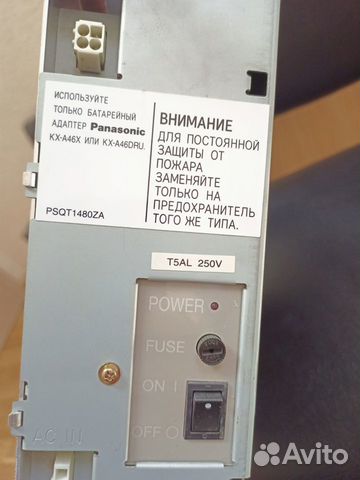 ИСПОЛЬЗУЙТЕ
ТОЛЬКО БАТАРЕЙНЫЙ
АДАПТЕР Panasonic
KX-A46X ИЛИ KX-A46DRU.
PSQT1480ZA
ВНИМАНИЕ
ДЛЯ ПОСТОЯННОЙ
ЗАЩИТЫ ОТ
ПОЖАРА
ЗАМЕНЯЙТЕ
ТОЛЬКО НА
ПРЕДОХРАНИТЕЛЬ
ТОГО ЖЕ ТИПА.
T5AL 250V
POWER
FUSE
ON I
OFF O
AC IN
Avito